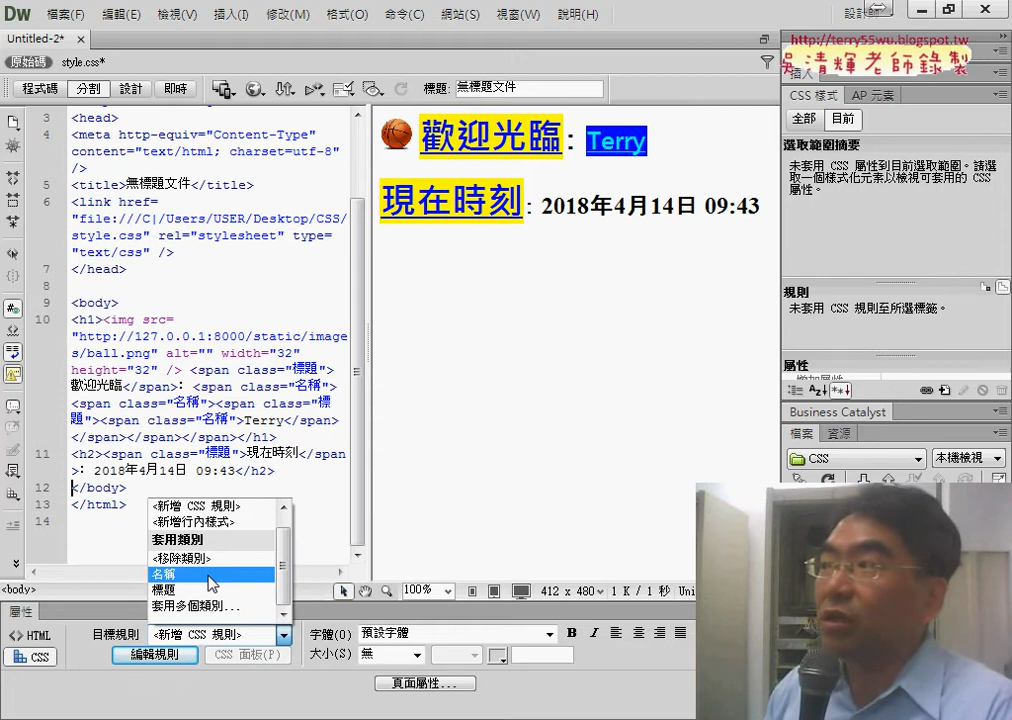 Dw 檔案(F) 編輯(E) 檢視(V) 插入(I) 修改(M) 格式(O) 命令(C) 網站(S) 視窗(W) 說明(H)
Untitled-2* ×
http://terry55wu.blogspot.tw
吳清輝老師錄製
原始碼 style.css*
程式碼 分割 設計 即時 標題: 無標題文件
3 <head>
4 <meta http-equiv="Content-Type"
content="text/html; charset=utf-8"
/>
5 <title>無標題文件</title>
6 <link href=
"file:///C|/Users/USER/Desktop/CSS/
style.css" rel="stylesheet" type=
"text/css" />
7 </head>
8
9 <body>
10 <h1><img src=
"http://127.0.0.1:8000/static/image
s/ball.png" alt="" width="32"
height="32" /> <span class="標題">
歡迎光臨</span>: <span class="名稱">
<span class="名稱"><span class="標
題"><span class="名稱">Terry</span>
</span></span></span></h1>
11 <h2><span class="標題">現在時刻</span
>: 2018年4月14日 09:43</h2>
12 </body>
13 </html>
14
歡迎光臨: Terry
現在時刻: 2018年4月14日 09:43
插入
CSS 樣式 AP 元素
全部 目前
選取範圍摘要
未套用 CSS 屬性到目前選取範圍。請選
取一個樣式化元素以檢視可套用的 CSS
屬性。
規則
未套用 CSS 規則至所選標籤。
屬性
Business Catalyst
檔案 資源
CSS 本機檢視
<新增 CSS 規則>
<新增行內樣式>
套用類別
<移除類別>
名稱
標題
套用多個類別...
<body>
100% 412 x 480 1 K / 1 秒 Uni
屬性
<> HTML 目標規則 <新增 CSS 規則> 字體(O) 預設字體 B I
CSS 編輯規則 CSS 面板(P) 大小(S) 無
頁面屬性...